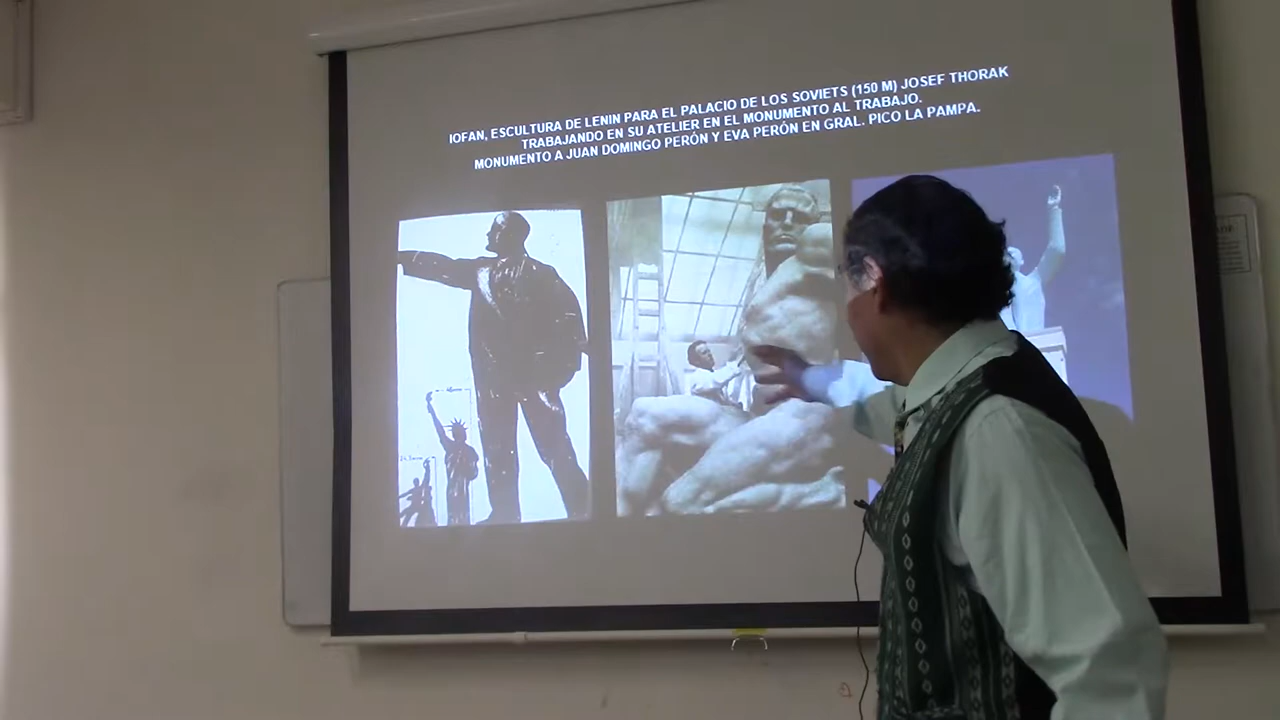 IOFAN, ESCULTURA DE LENIN PARA EL PALACIO DE LOS SOVIETS (150 M) JOSEF THORAK
TRABAJANDO EN SU ATELIER EN EL MONUMENTO AL TRABAJO.
MONUMENTO A JUAN DOMINGO PERÓN Y EVA PERÓN EN GRAL. PICO LA PAMPA.